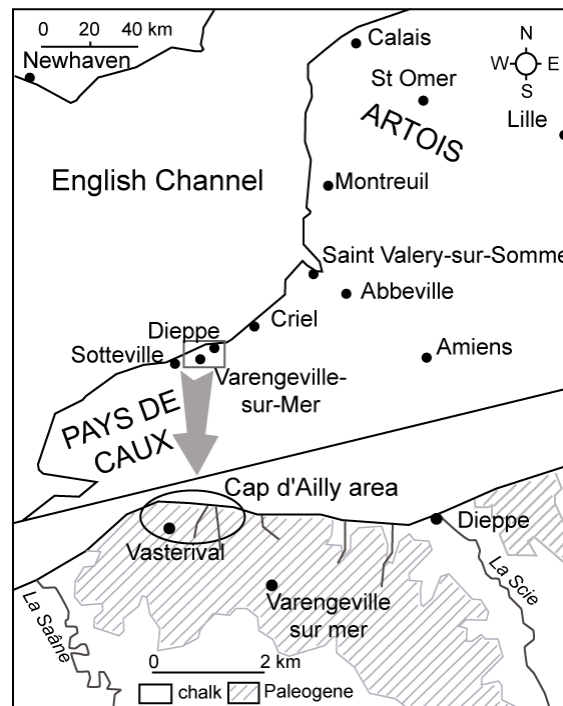 0 20 40 km
Newhaven
Calais
N
W E
S
St Omer
ARTOIS
Lille
English Channel
Montreuil
Saint Valery-sur-Somme
Abbeville
Criel
Dieppe
Sotteville
Amiens
Varengeville-
sur-Mer
PAYS DE
CAUX
Cap d'Ailly area
Dieppe
Vasterival
La Scie
La Saâne
Varengeville
sur mer
0 2 km
chalk Paleogene